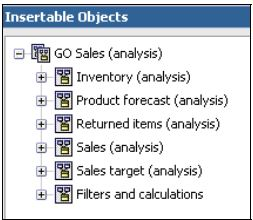 Insertable Objects
GO Sales (analysis)
Inventory (analysis)
Product forecast (analysis)
Returned items (analysis)
Sales (analysis)
Sales target (analysis)
Filters and calculations